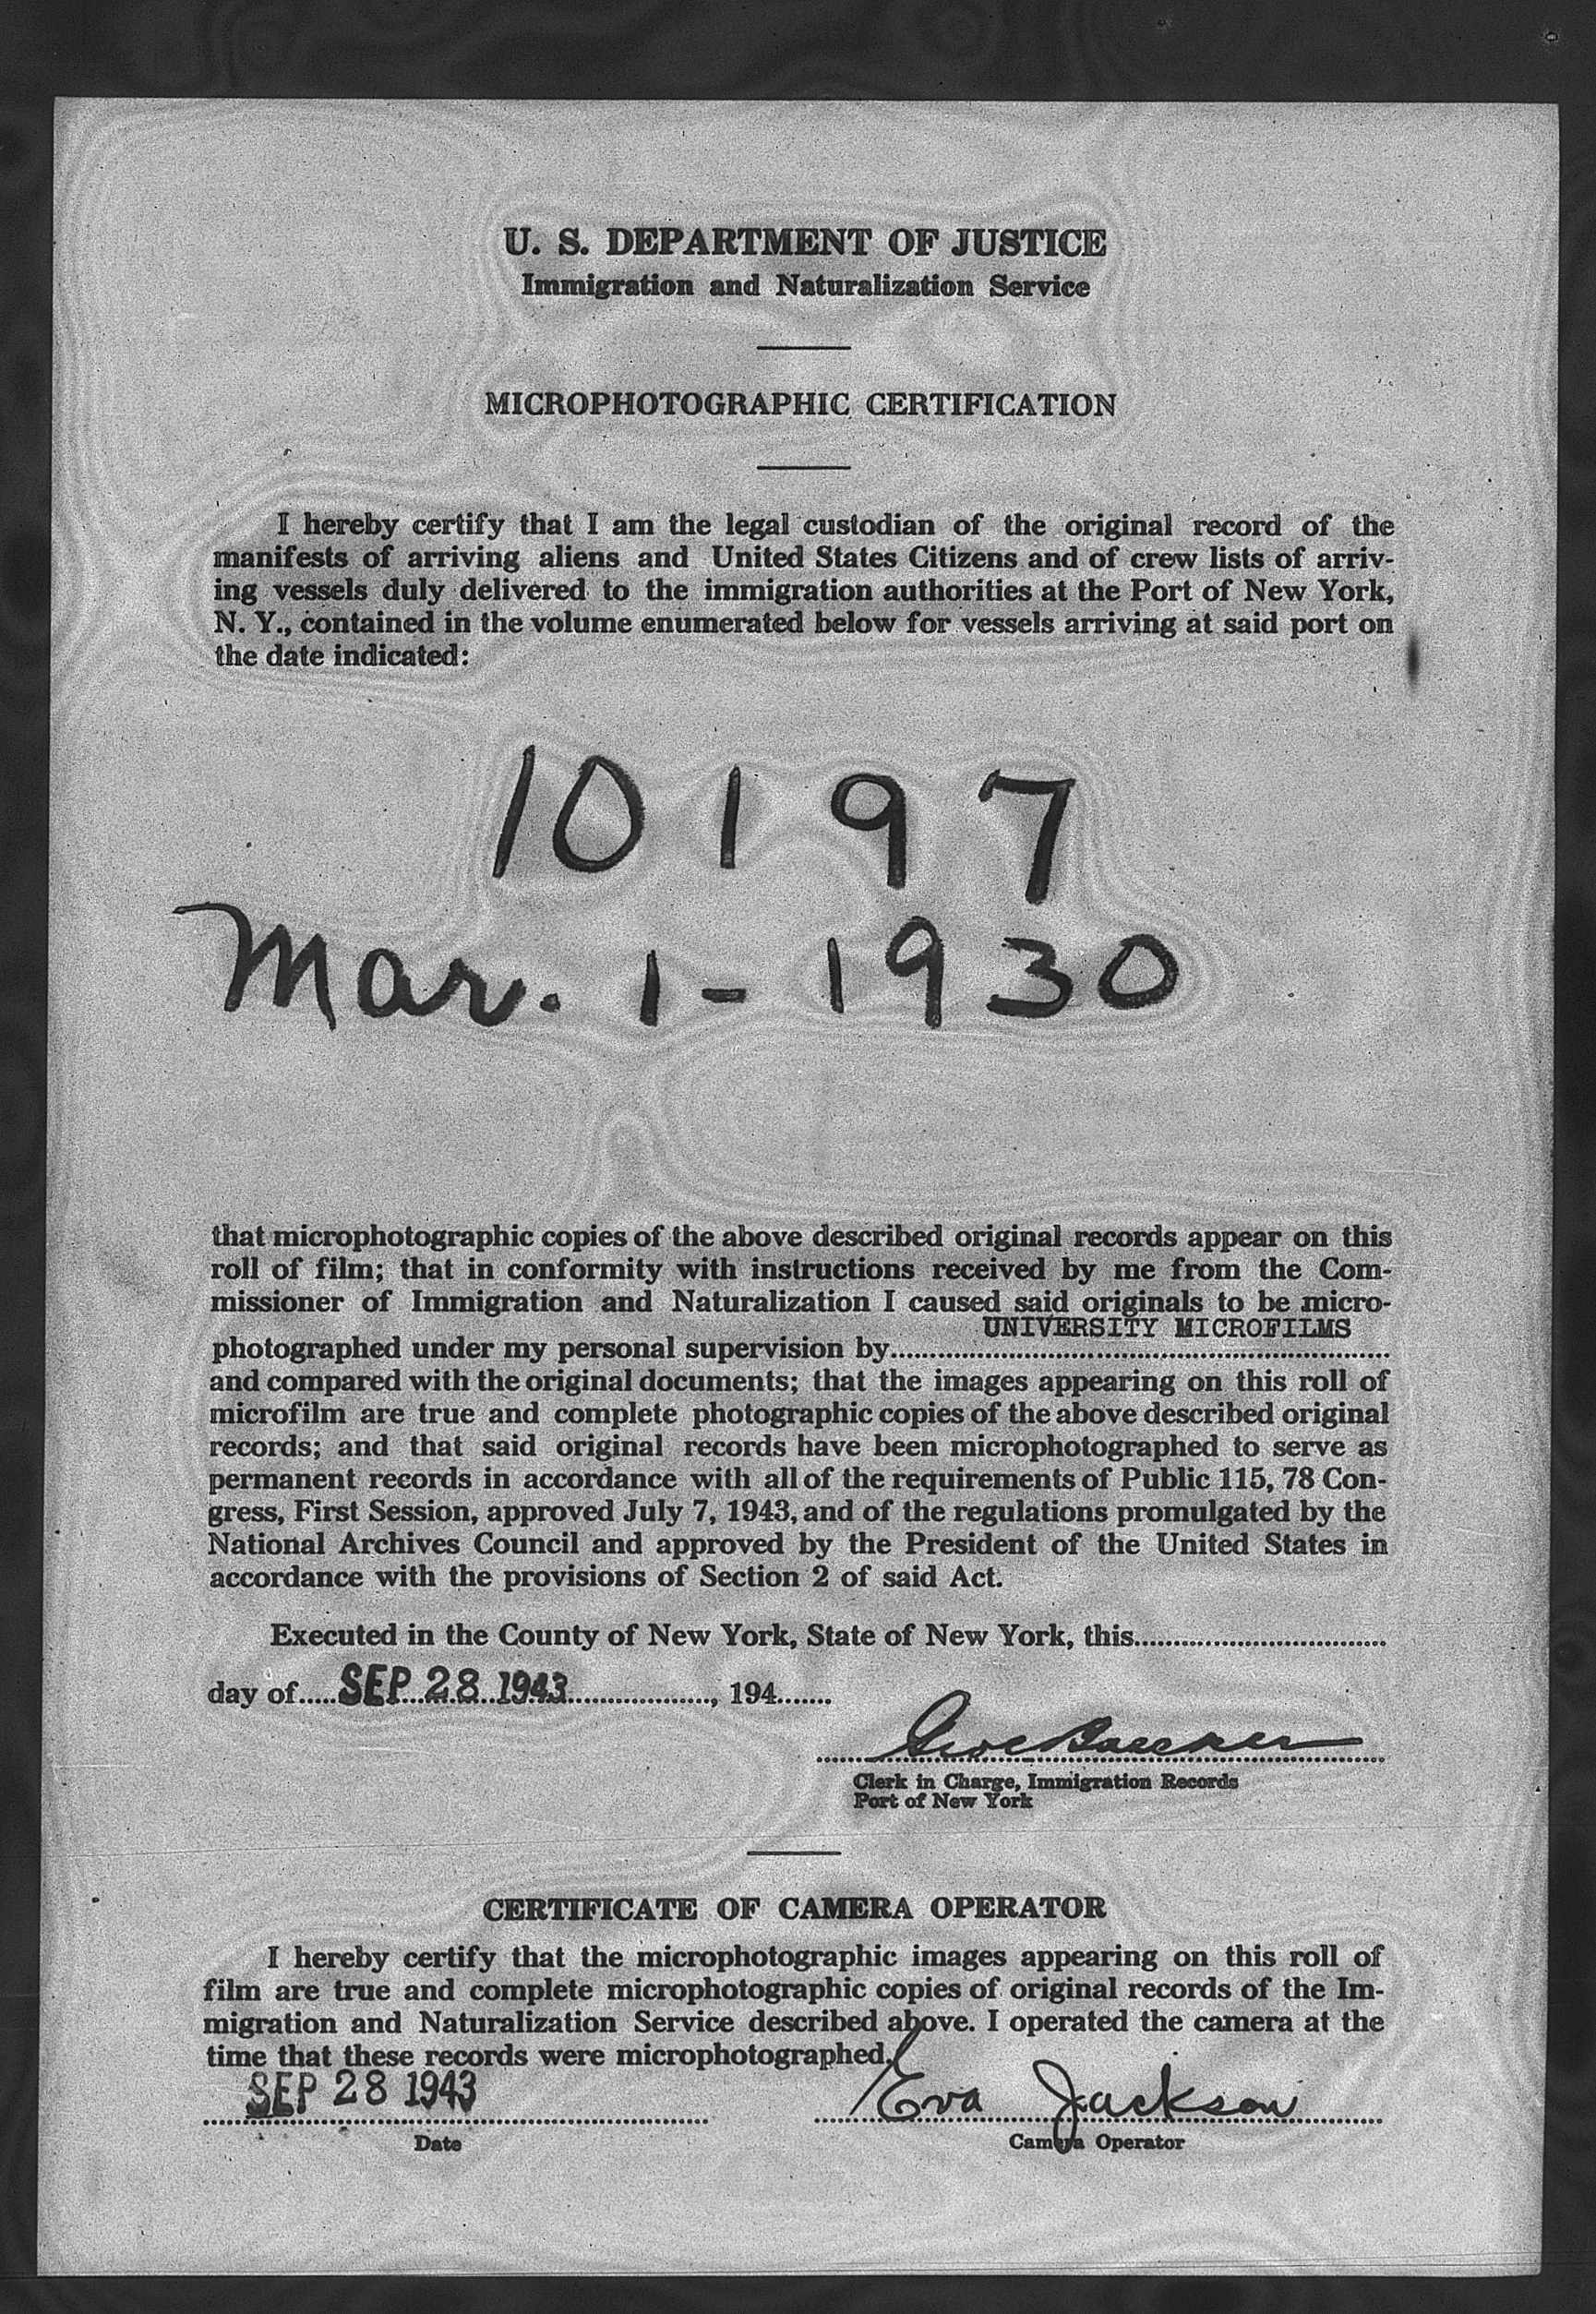 U. S. DEPARTMENT OF JUSTICE
Immigration and Naturalization Service
MICROPHOTOGRAPHIC CERTIFICATION
I hereby certify that I am the legal custodian of the original record of the
manifests of arriving aliens and United States Citizens and of crew lists of arriv-
ing vessels duly delivered to the immigration authorities at the Port of New York,
N. Y., contained in the volume enumerated below for vessels arriving at said port on
the date indicated:
10197
Mar. 1 - 1930
that microphotographic copies of the above described original records appear on this
roll of film; that in conformity with instructions received by me from the Com-
missioner of Immigration and Naturalization I caused said originals to be micro-
UNIVERSITY MICROFILMS
photographed under my personal supervision by
and compared with the original documents; that the images appearing on this roll of
microfilm are true and complete photographic copies of the above described original
records; and that said original records have been microphotographed to serve as
permanent records in accordance with all of the requirements of Public 115, 78 Con-
gress, First Session, approved July 7, 1943, and of the regulations promulgated by the
National Archives Council and approved by the President of the United States in
accordance with the provisions of Section 2 of said Act.
Executed in the County of New York, State of New York, this
day of SEP 28 1943, 194
Clerk in Charge, Immigration Records
Port of New York
CERTIFICATE OF CAMERA OPERATOR
I hereby certify that the microphotographic images appearing on this roll of
film are true and complete microphotographic copies of original records of the Im-
migration and Naturalization Service described above. I operated the camera at the
time that these records were microphotographed.
SEP 28 1943 Eva Jackson
Date Camera Operator